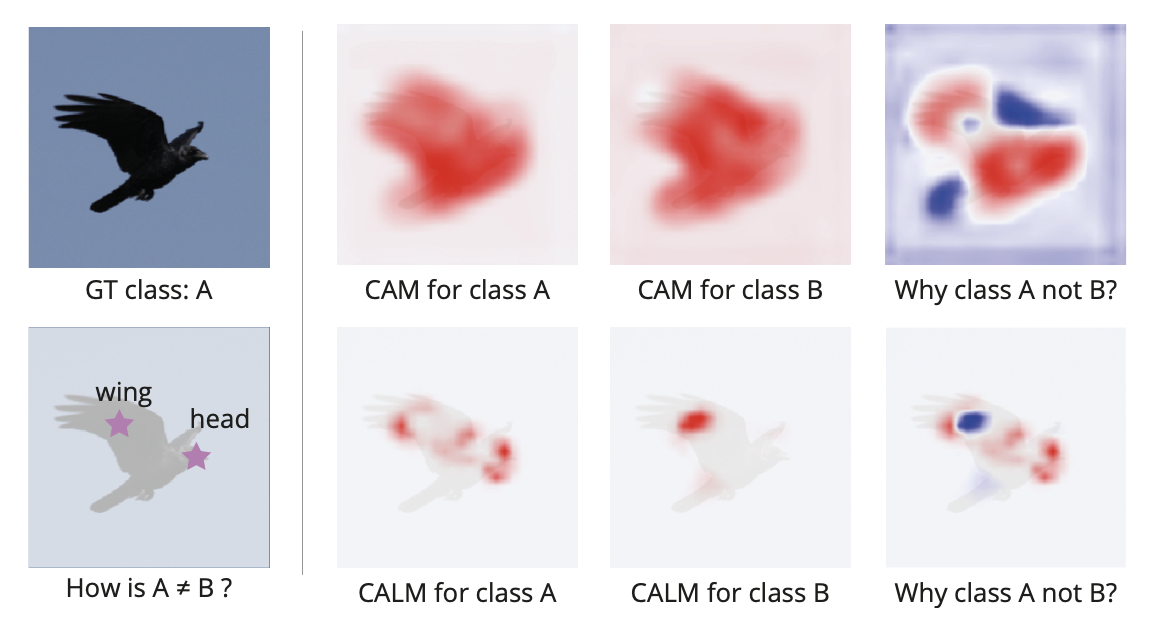 GT class: A
CAM for class A
CAM for class B
Why class A not B?
wing
head
How is A ≠ B ?
CALM for class A
CALM for class B
Why class A not B?